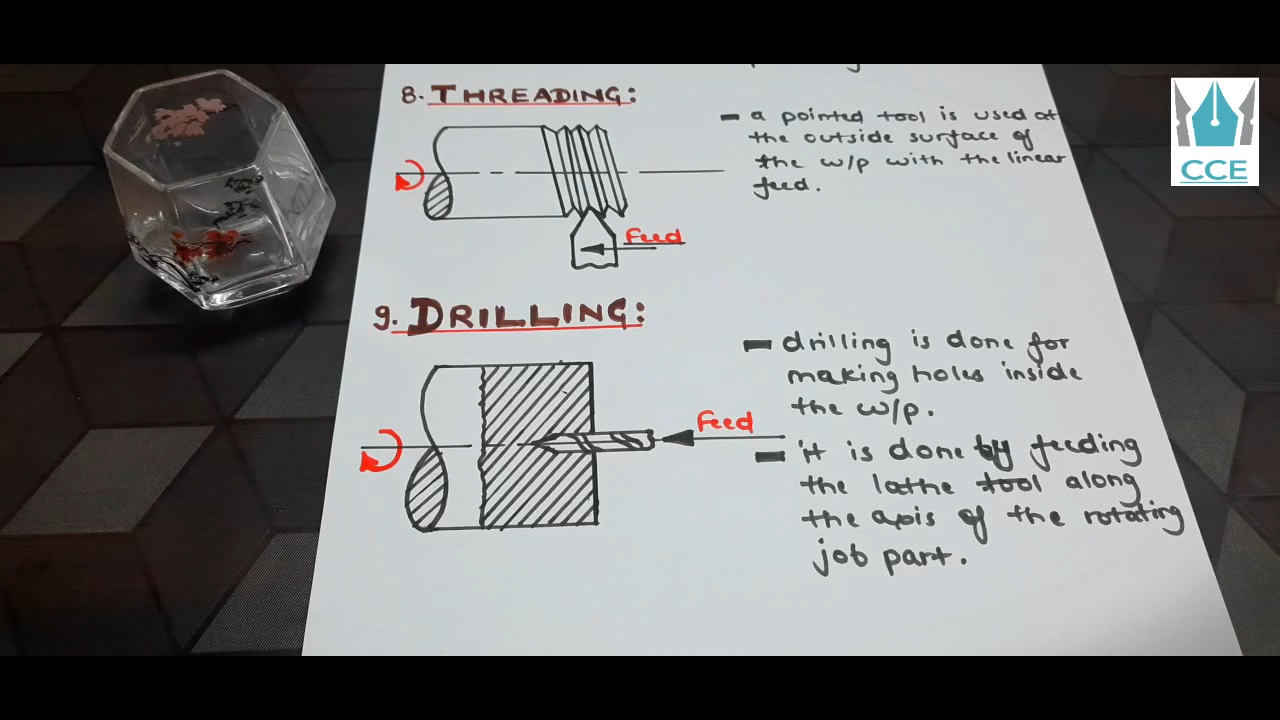 8. THREADING:
- a pointed tool is used at
the outside surface of
the w/p with the linear
feed.
Feed
9. DRILLING:
- drilling is done for
making holes inside
the w/p.
Feed
- it is done by feeding
the lathe tool along
the axis of the rotating
job part.
CCE